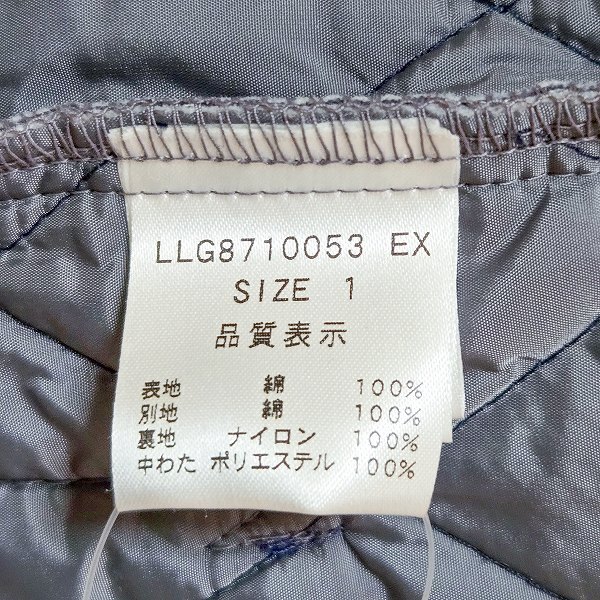 LLG8710053 EX
SIZE 1
品質表示
表地 綿 100%
別地 綿 100%
裏地 ナイロン 100%
中わた ポリエステル 100%